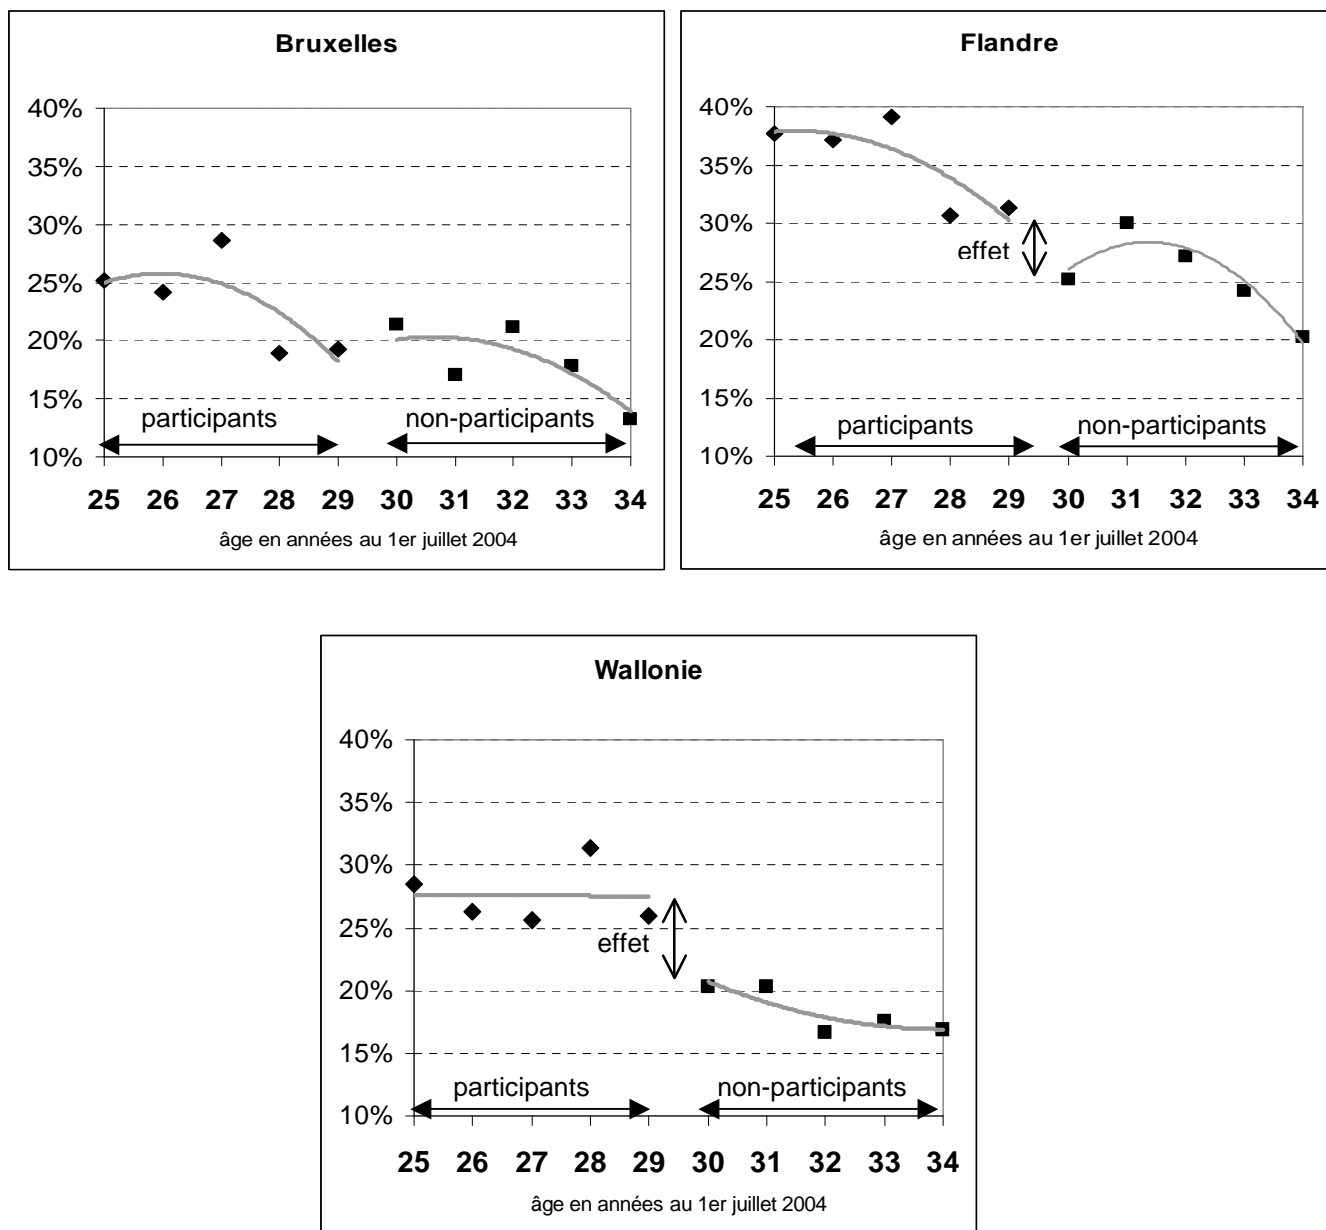 Bruxelles
40%
35%
30%
25%
20%
15%
10%
participants
non-participants
25 26 27 28 29 30 31 32 33 34
âge en années au 1er juillet 2004
Flandre
40%
35%
30%
25%
20%
15%
10%
effet
participants
non-participants
25 26 27 28 29 30 31 32 33 34
âge en années au 1er juillet 2004
Wallonie
40%
35%
30%
25%
20%
15%
10%
effet
participants
non-participants
25 26 27 28 29 30 31 32 33 34
âge en années au 1er juillet 2004